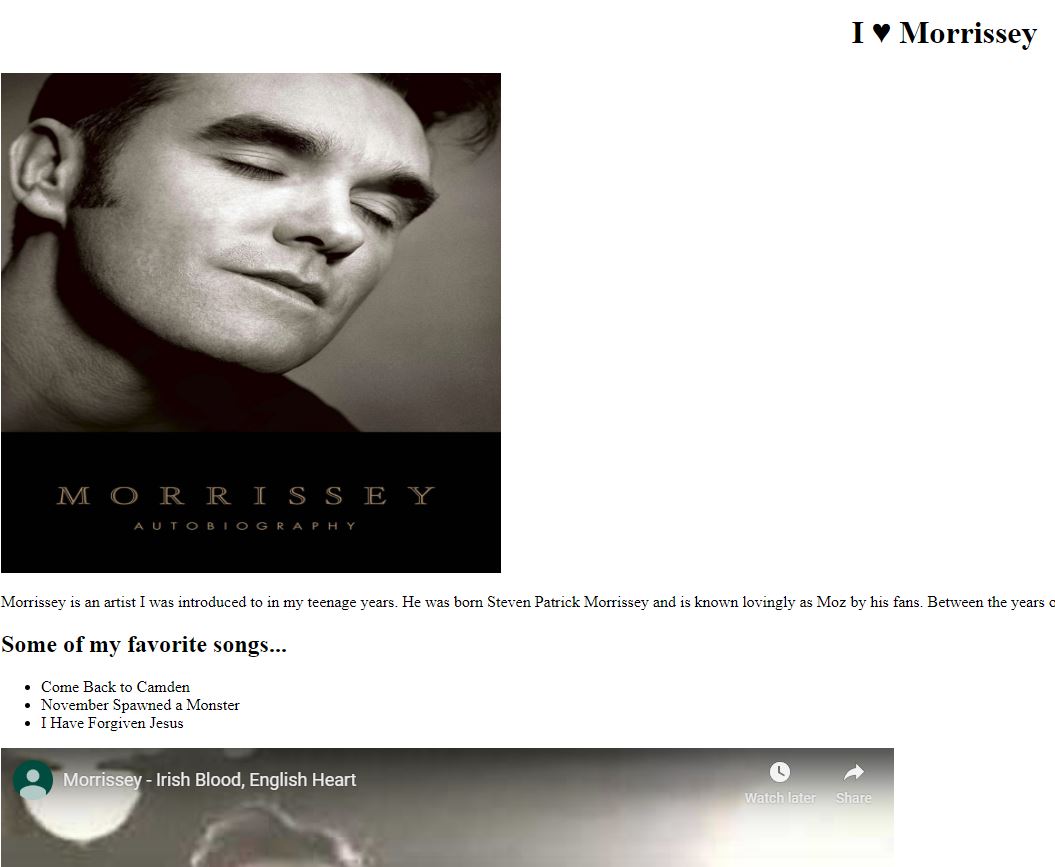 I ♥ Morrissey
MORRISSEY
AUTOBIOGRAPHY
Morrissey is an artist I was introduced to in my teenage years. He was born Steven Patrick Morrissey and is known lovingly as Moz by his fans. Between the years
Some of my favorite songs...
• Come Back to Camden
• November Spawned a Monster
• I Have Forgiven Jesus
Morrissey - Irish Blood, English Heart
Watch later
Share